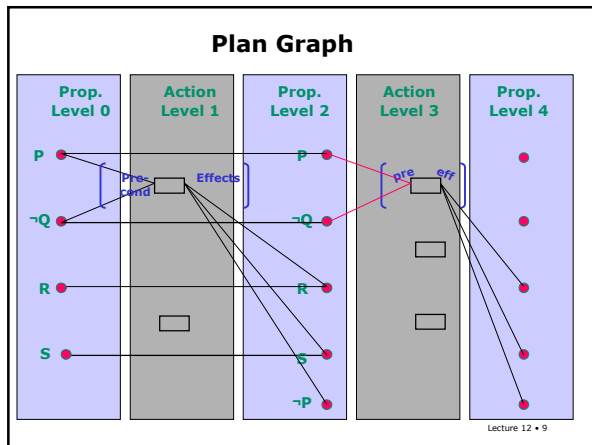 Plan Graph
Prop. Level 0
Action Level 1
Prop. Level 2
Action Level 3
Prop. Level 4
P
Pre-cond
Effects
P
pre
eff
¬Q
¬Q
R
R
S
S
¬P
Lecture 12 • 9